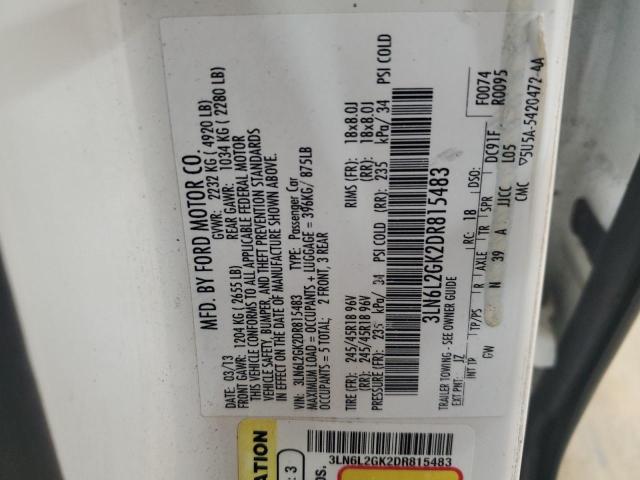 MFD. BY FORD MOTOR CO.
DATE: 03/13 GVWR: 2232 KG ( 4920 LB)
FRONT GAWR: 1204 KG ( 2655 LB) REAR GAWR: 1034 KG ( 2280 LB)
THIS VEHICLE CONFORMS TO ALL APPLICABLE FEDERAL MOTOR
VEHICLE SAFETY, BUMPER, AND THEFT PREVENTION STANDARDS
IN EFFECT ON THE DATE OF MANUFACTURE SHOWN ABOVE.
VIN: 3LN6L2GK2DR815483 TYPE: Passenger Car
MAXIMUM LOAD = OCCUPANTS + LUGGAGE = 396KG/ 875LB
OCCUPANTS = 5 TOTAL: 2 FRONT, 3 REAR
TIRE (FR): 245/45R18 96V RIMS (FR): 18x8.0J
TIRE (RR): 245/45R18 96V (RR): 18x8.0J
PRESSURE (FR): 235 kPa/ 34 PSI COLD (RR): 235 kPa/ 34 PSI COLD
3LN6L2GK2DR815483
TRAILER TOWING - SEE OWNER GUIDE F0074
EXT PNT: JZ RC: 18 DSO: R0095
INT TP TP/PS R AXLE TR SPR DC91F
GW N 39 A JJCC L05
CMC 5U5A-5420472-AA
3LN6L2GK2DR815483